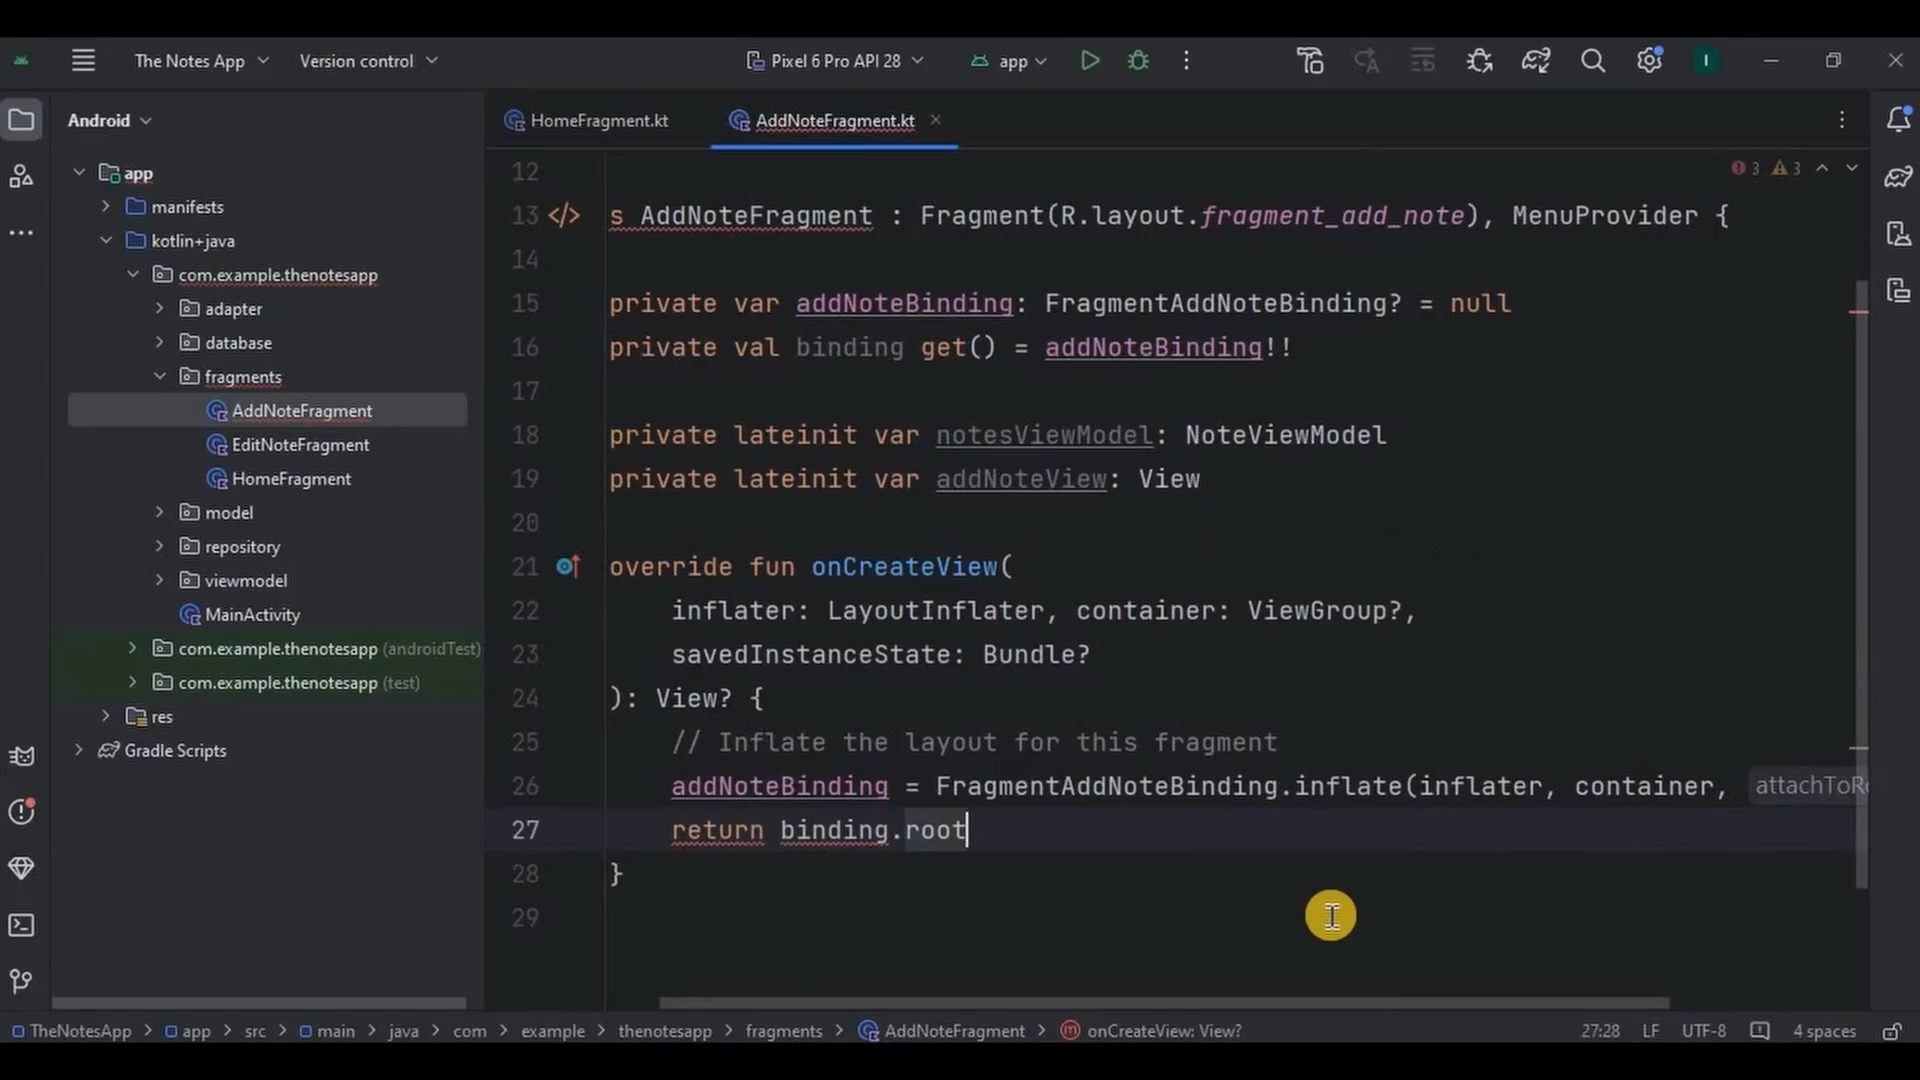 The Notes App
Version control
Pixel 6 Pro API 28
app
I
Android
HomeFragment.kt
AddNoteFragment.kt
app
manifests
kotlin+java
com.example.thenotesapp
adapter
database
fragments
AddNoteFragment
EditNoteFragment
HomeFragment
model
repository
viewmodel
MainActivity
com.example.thenotesapp (androidTest)
com.example.thenotesapp (test)
res
Gradle Scripts
3 3
12
13 s AddNoteFragment : Fragment(R.layout.fragment_add_note), MenuProvider {
14
15 private var addNoteBinding: FragmentAddNoteBinding? = null
16 private val binding get() = addNoteBinding!!
17
18 private lateinit var notesViewModel: NoteViewModel
19 private lateinit var addNoteView: View
20
21 override fun onCreateView(
22 inflater: LayoutInflater, container: ViewGroup?,
23 savedInstanceState: Bundle?
24 ): View? {
25 // Inflate the layout for this fragment
26 addNoteBinding = FragmentAddNoteBinding.inflate(inflater, container,
27 return binding.root
28 }
29
TheNotesApp > app > src > main > java > com > example > thenotesapp > fragments > AddNoteFragment > onCreateView: View?
27:28 LF UTF-8 4 spaces